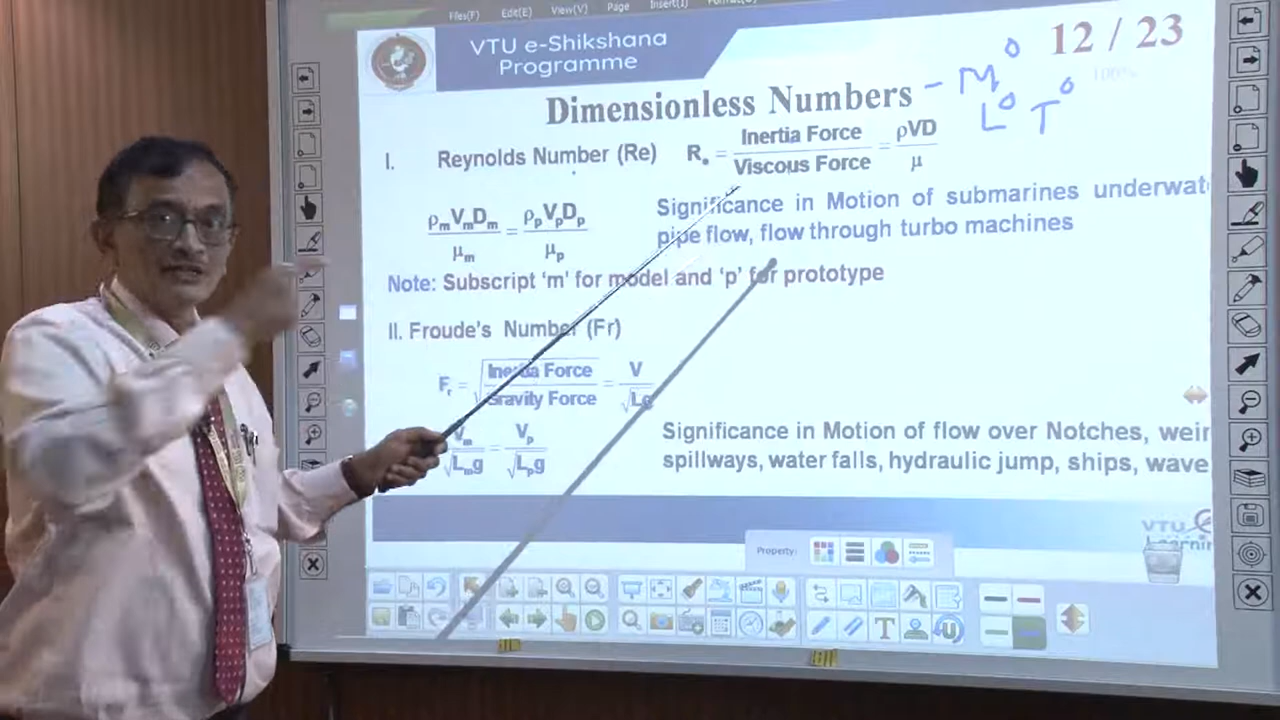 Files(F) Edit(E) View(V) Page Insert(I)
VTU e-Shikshana
Programme
12 / 23
100%
Dimensionless Numbers - M⁰
L⁰ T⁰
I. Reynolds Number (Re) Rₑ = Inertia Force / Viscous Force = ρVD / μ
ρₘVₘDₘ / μₘ = ρₚVₚDₚ / μₚ
Significance in Motion of submarines underwat
pipe flow, flow through turbo machines
Note: Subscript ‘m’ for model and ‘p’ for prototype
II. Froude's Number (Fr)
Fᵣ = √(Inertia Force / Gravity Force) = V / √Lg
Vₘ / √Lₘg = Vₚ / √Lₚg
Significance in Motion of flow over Notches, weir
spillways, water falls, hydraulic jump, ships, wave
VTU
Property: